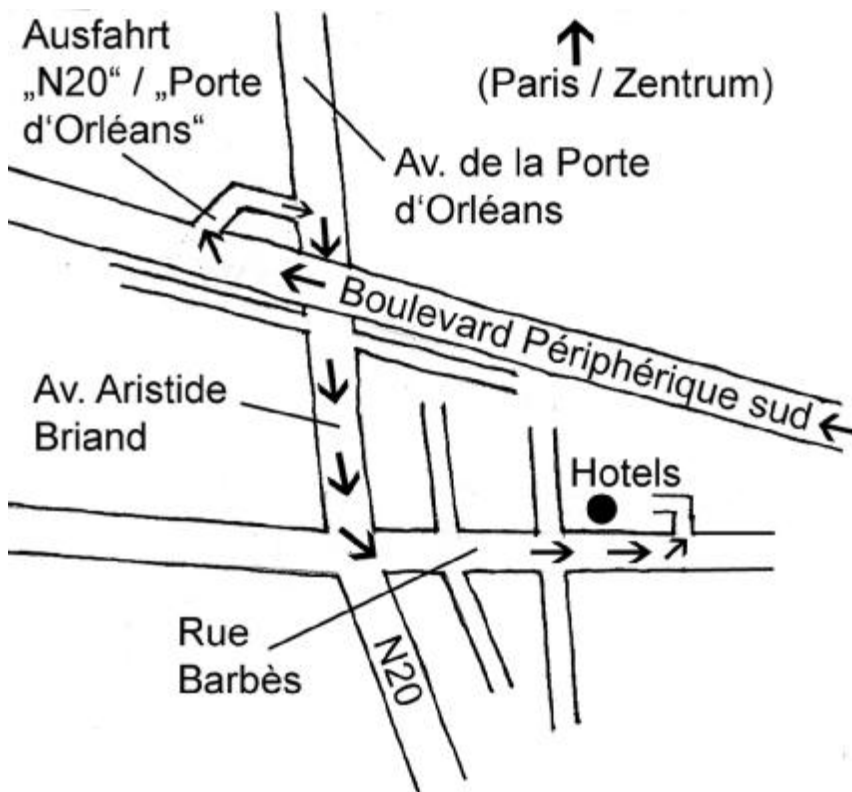 Ausfahrt
„N20“ / „Porte
d‘Orléans“
(Paris / Zentrum)
Av. de la Porte
d‘Orléans
Boulevard Périphérique sud
Av. Aristide
Briand
Hotels
Rue
Barbès
N20